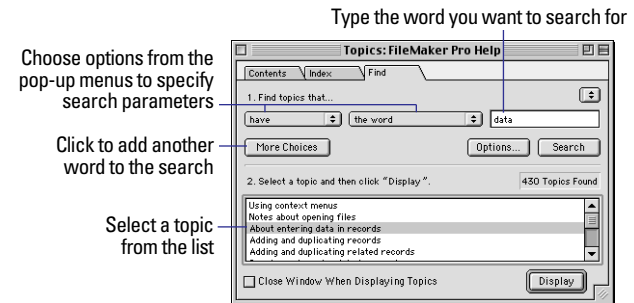 Type the word you want to search for
Choose options from the
pop-up menus to specify
search parameters
Click to add another
word to the search
Select a topic
from the list
Topics: FileMaker Pro Help
Contents Index Find
1. Find topics that...
have the word data
More Choices Options... Search
2. Select a topic and then click "Display". 430 Topics Found
Using context menus
Notes about opening files
About entering data in records
Adding and duplicating records
Adding and duplicating related records
Close Window When Displaying Topics Display